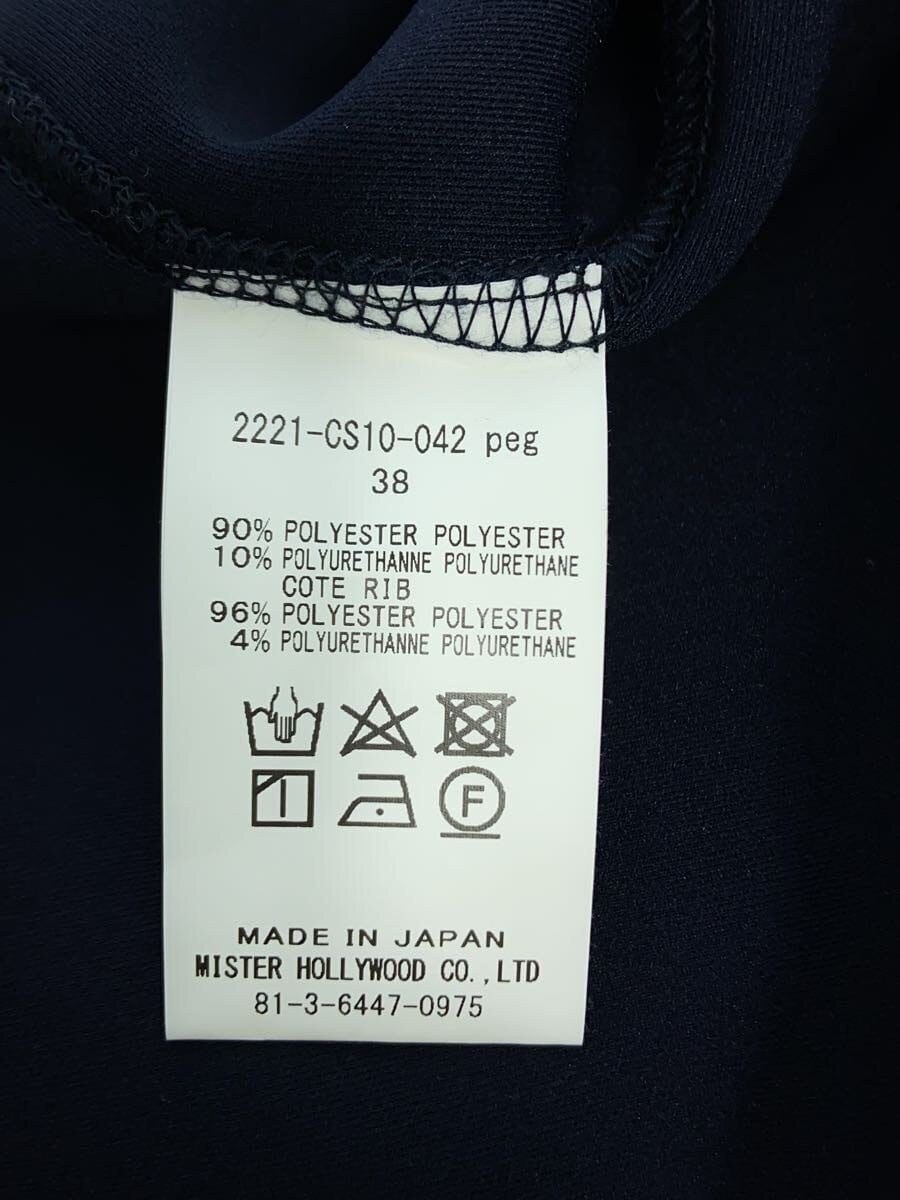 2221-CS10-042 peg
38
90% POLYESTER POLYESTER
10% POLYURETHANNE POLYURETHANE
COTE RIB
96% POLYESTER POLYESTER
4% POLYURETHANNE POLYURETHANE
F
MADE IN JAPAN
MISTER HOLLYWOOD CO.,LTD
81-3-6447-0975